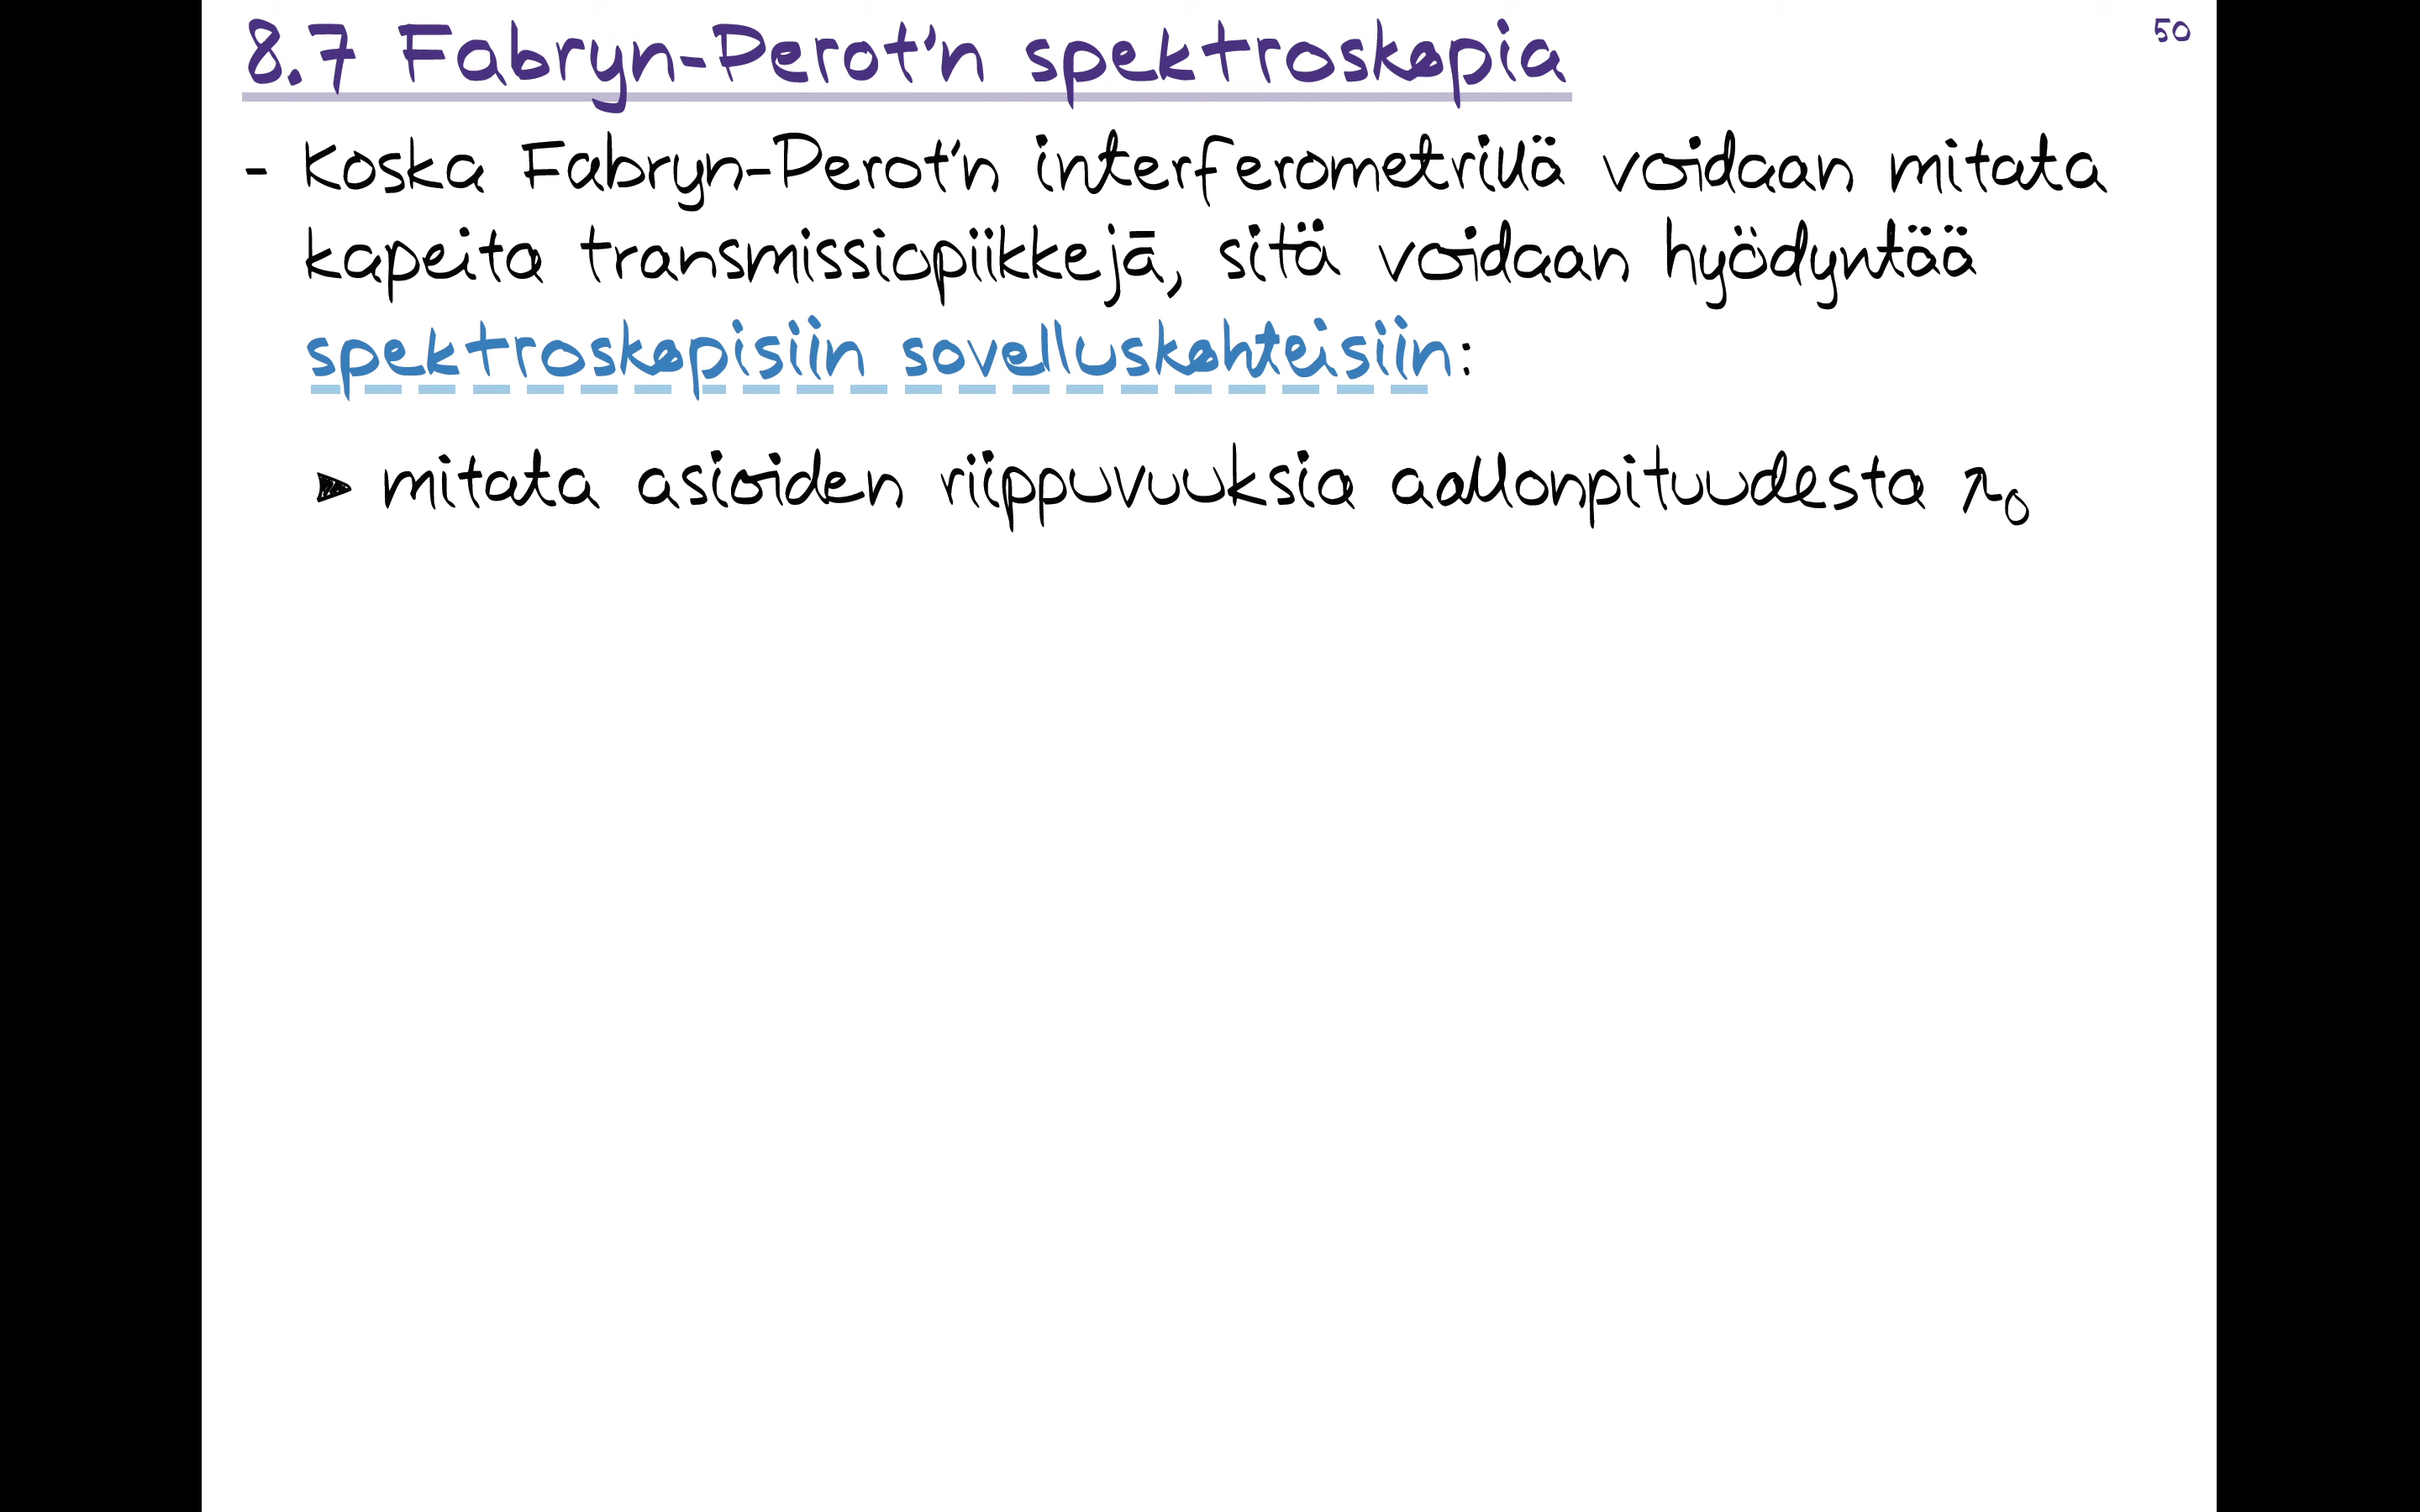 8.7 Fabryn-Perot'n spektroskopia
50
- Koska Fabryn-Perot'n interferometrillä voidaan mitata
kapeita transmissiopiikkejä, sitä voidaan hyödyntää
spektroskopisiin sovelluskohteisiin:
▶ mitata asioiden riippuvuuksia aallonpituudesta λ₀